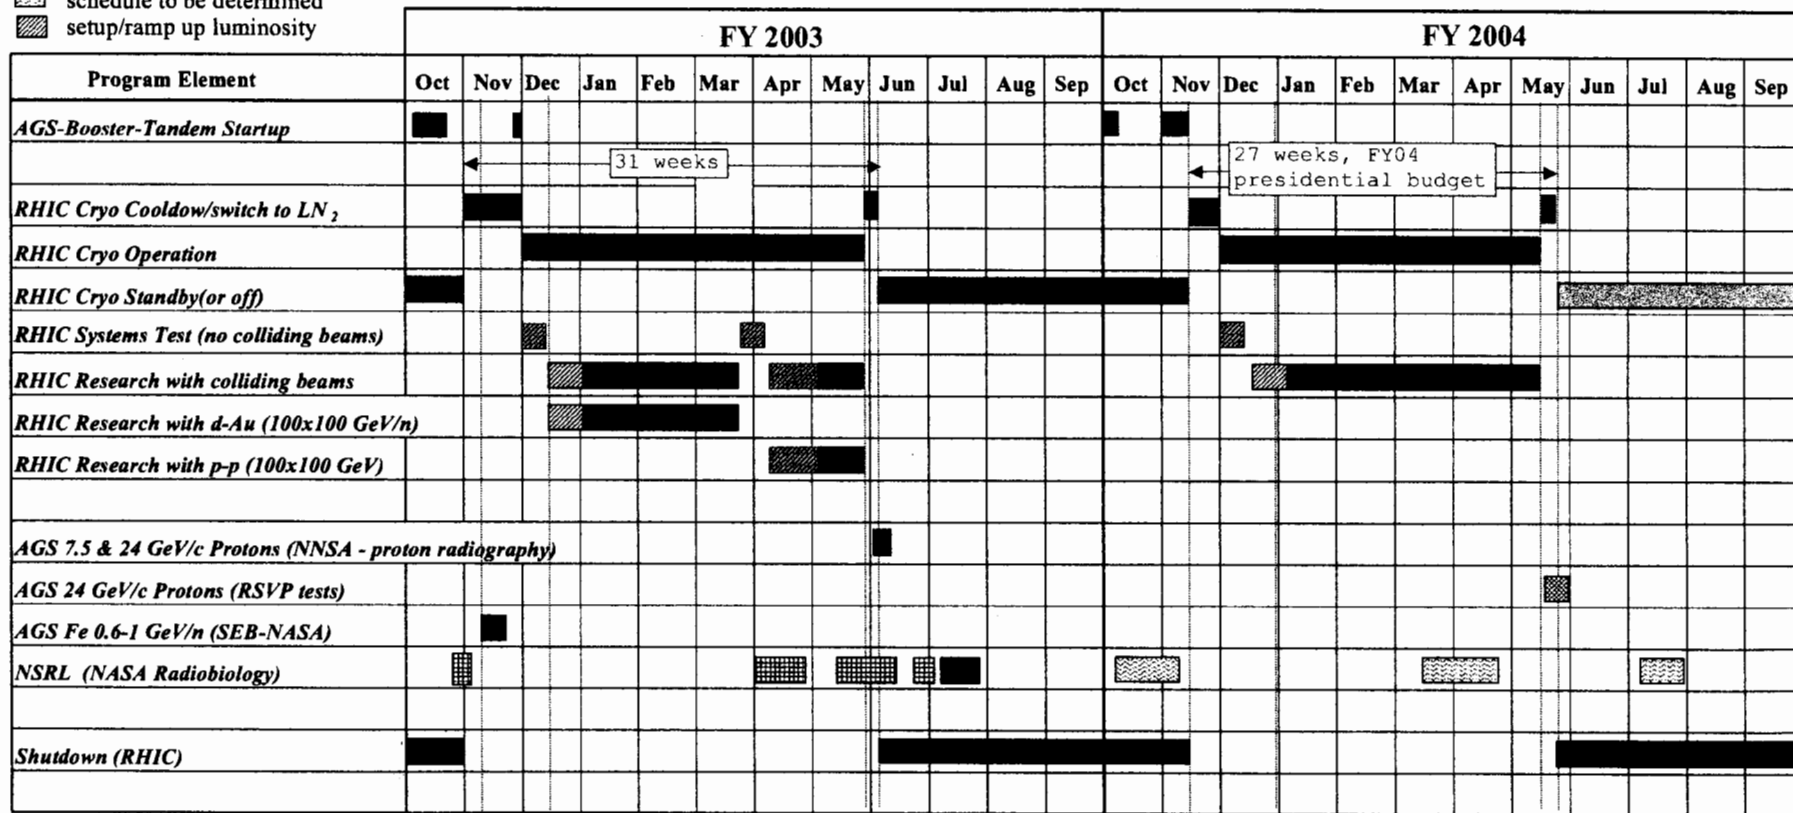 schedule to be determined
setup/ramp up luminosity
FY 2003 FY 2004
Program Element Oct Nov Dec Jan Feb Mar Apr May Jun Jul Aug Sep Oct Nov Dec Jan Feb Mar Apr May Jun Jul Aug Sep
AGS-Booster-Tandem Startup
31 weeks
27 weeks, FY04
presidential budget
RHIC Cryo Cooldow/switch to LN2
RHIC Cryo Operation
RHIC Cryo Standby(or off)
RHIC Systems Test (no colliding beams)
RHIC Research with colliding beams
RHIC Research with d-Au (100x100 GeV/n)
RHIC Research with p-p (100x100 GeV)
AGS 7.5 & 24 GeV/c Protons (NNSA - proton radiography)
AGS 24 GeV/c Protons (RSVP tests)
AGS Fe 0.6-1 GeV/n (SEB-NASA)
NSRL (NASA Radiobiology)
Shutdown (RHIC)